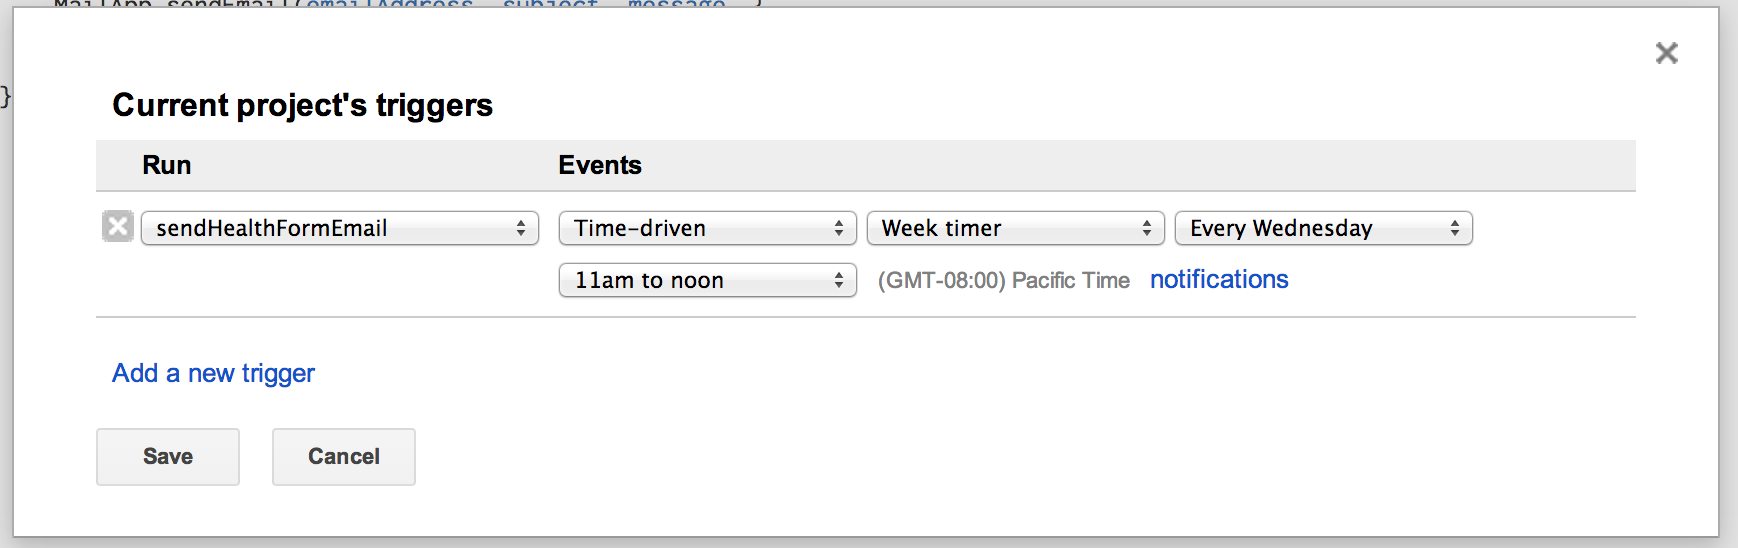 MailApp.sendEmail(emailAddress, subject, message, }
}
Current project's triggers
Run Events
sendHealthFormEmail Time-driven Week timer Every Wednesday
11am to noon (GMT-08:00) Pacific Time notifications
Add a new trigger
Save Cancel